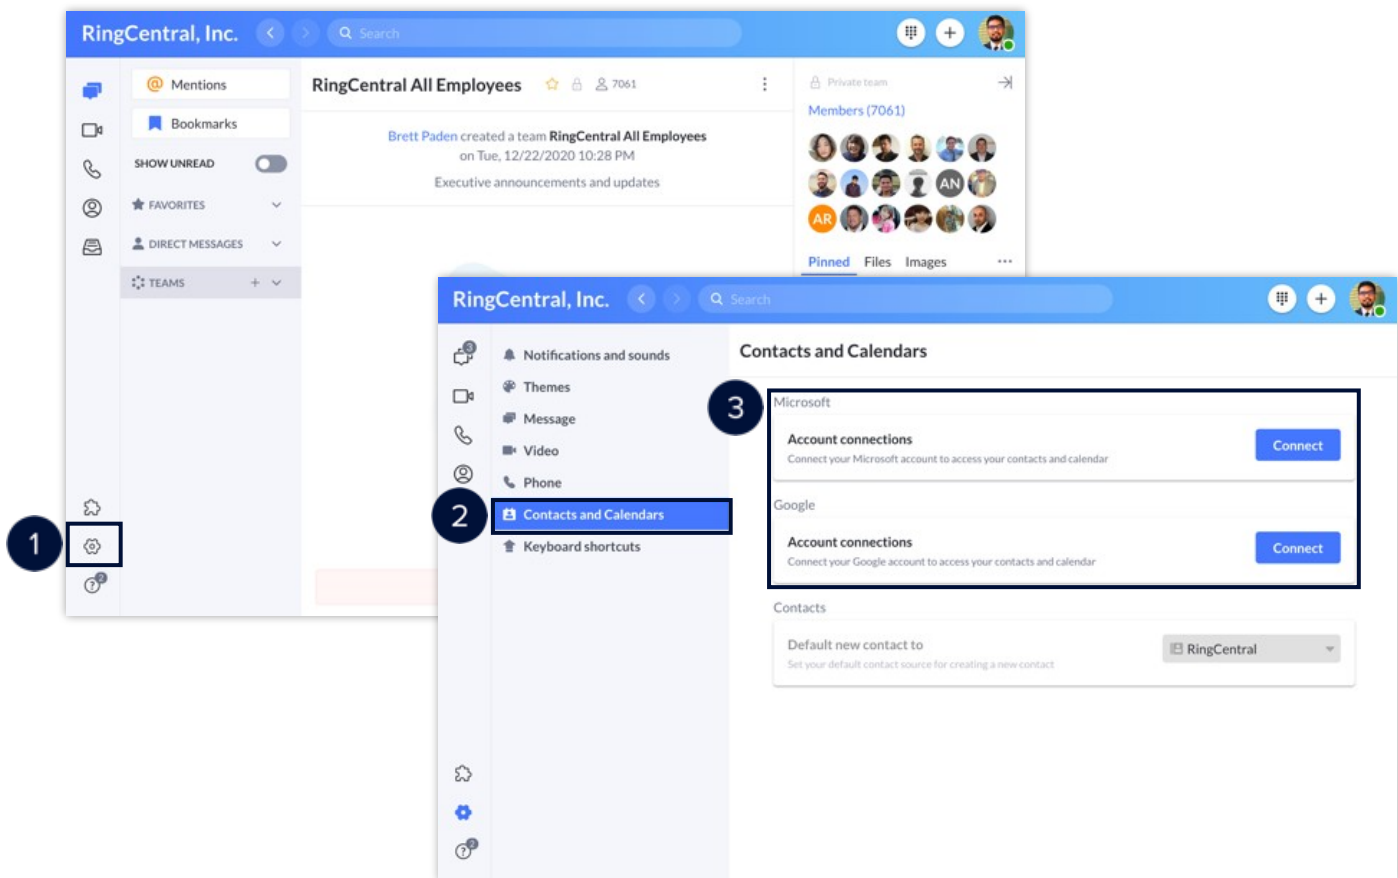 RingCentral, Inc.
Search
Mentions
Bookmarks
SHOW UNREAD
FAVORITES
DIRECT MESSAGES
TEAMS
RingCentral All Employees 7061
Brett Paden created a team RingCentral All Employees
on Tue, 12/22/2020 10:28 PM
Executive announcements and updates
Private team
Members (7061)
AN
AR
Pinned Files Images
1
2
RingCentral, Inc.
Search
3
Notifications and sounds
Themes
Message
Video
Phone
2
Contacts and Calendars
Keyboard shortcuts
2
Contacts and Calendars
3
Microsoft
Account connections
Connect your Microsoft account to access your contacts and calendar
Connect
Google
Account connections
Connect your Google account to access your contacts and calendar
Connect
Contacts
Default new contact to
Set your default contact source for creating a new contact
RingCentral